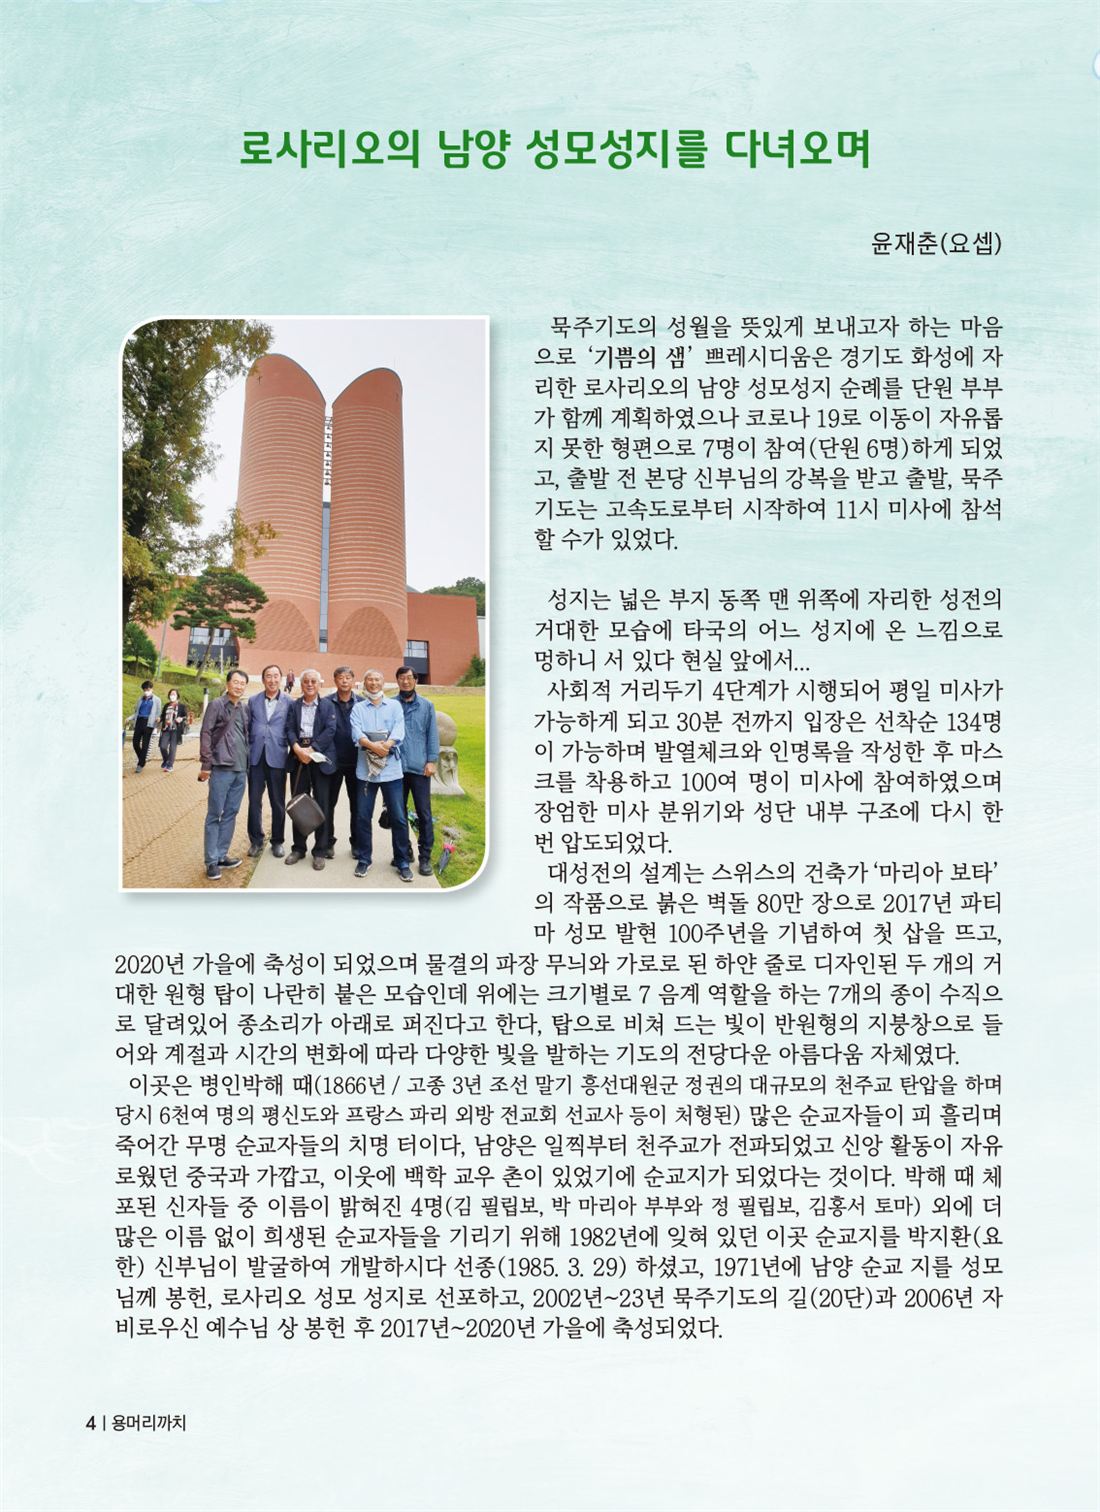 로사리오의 남양 성모성지를 다녀오며
윤재춘(요셉)
묵주기도의 성월을 뜻있게 보내고자 하는 마음
으로 ‘기쁨의 샘’ 쁘레시디움은 경기도 화성에 자
리한 로사리오의 남양 성모성지 순례를 단원 부부
가 함께 계획하였으나 코로나 19로 이동이 자유롭
지 못한 형편으로 7명이 참여(단원 6명)하게 되었
고, 출발 전 본당 신부님의 강복을 받고 출발, 묵주
기도는 고속도로부터 시작하여 11시 미사에 참석
할 수가 있었다.
성지는 넓은 부지 동쪽 맨 위쪽에 자리한 성전의
거대한 모습에 타국의 어느 성지에 온 느낌으로
멍하니 서 있다 현실 앞에서...
사회적 거리두기 4단계가 시행되어 평일 미사가
가능하게 되고 30분 전까지 입장은 선착순 134명
이 가능하며 발열체크와 인명록을 작성한 후 마스
크를 착용하고 100여 명이 미사에 참여하였으며
장엄한 미사 분위기와 성단 내부 구조에 다시 한
번 압도되었다.
대성전의 설계는 스위스의 건축가 ‘마리아 보타’
의 작품으로 붉은 벽돌 80만 장으로 2017년 파티
마 성모 발현 100주년을 기념하여 첫 삽을 뜨고,
2020년 가을에 축성이 되었으며 물결의 파장 무늬와 가로로 된 하얀 줄로 디자인된 두 개의 거
대한 원형 탑이 나란히 붙은 모습인데 위에는 크기별로 7 음계 역할을 하는 7개의 종이 수직으
로 달려있어 종소리가 아래로 퍼진다고 한다, 탑으로 비쳐 드는 빛이 반원형의 지붕창으로 들
어와 계절과 시간의 변화에 따라 다양한 빛을 발하는 기도의 전당다운 아름다움 자체였다.
이곳은 병인박해 때(1866년 / 고종 3년 조선 말기 흥선대원군 정권의 대규모의 천주교 탄압을 하며
당시 6천여 명의 평신도와 프랑스 파리 외방 전교회 선교사 등이 처형된) 많은 순교자들이 피 흘리며
죽어간 무명 순교자들의 치명 터이다, 남양은 일찍부터 천주교가 전파되었고 신앙 활동이 자유
로웠던 중국과 가깝고, 이웃에 백학 교우 촌이 있었기에 순교지가 되었다는 것이다. 박해 때 체
포된 신자들 중 이름이 밝혀진 4명(김 필립보, 박 마리아 부부와 정 필립보, 김홍서 토마) 외에 더
많은 이름 없이 희생된 순교자들을 기리기 위해 1982년에 잊혀 있던 이곳 순교지를 박지환(요
한) 신부님이 발굴하여 개발하시다 선종(1985. 3. 29) 하셨고, 1971년에 남양 순교 지를 성모
님께 봉헌, 로사리오 성모 성지로 선포하고, 2002년~23년 묵주기도의 길(20단)과 2006년 자
비로우신 예수님 상 봉헌 후 2017년~2020년 가을에 축성되었다.
4 | 용머리까치